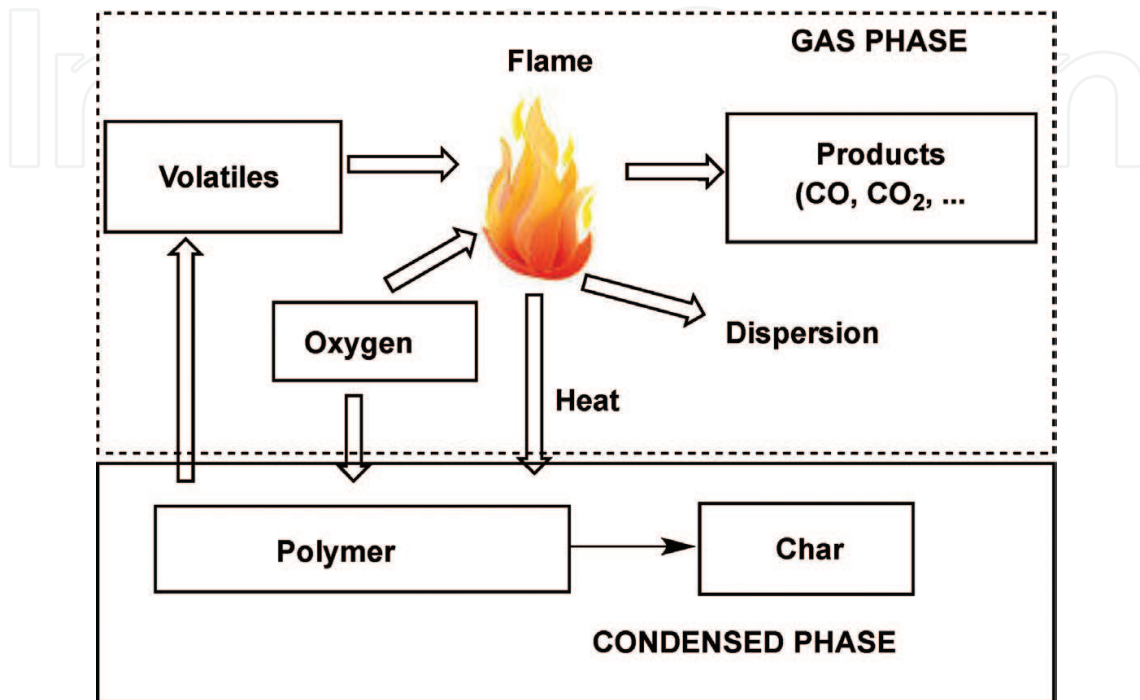 GAS PHASE
Flame
Volatiles
Products
(CO, CO₂, ...
Oxygen
Dispersion
Heat
Polymer
Char
CONDENSED PHASE